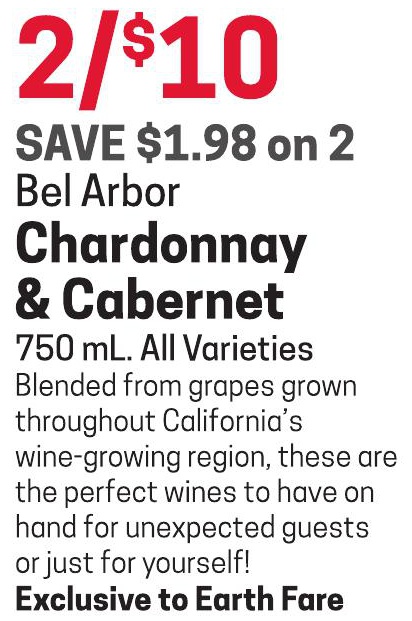 2/$10
SAVE $1.98 on 2
Bel Arbor
Chardonnay
& Cabernet
750 mL. All Varieties
Blended from grapes grown
throughout California's
wine-growing region, these are
the perfect wines to have on
hand for unexpected guests
or just for yourself!
Exclusive to Earth Fare